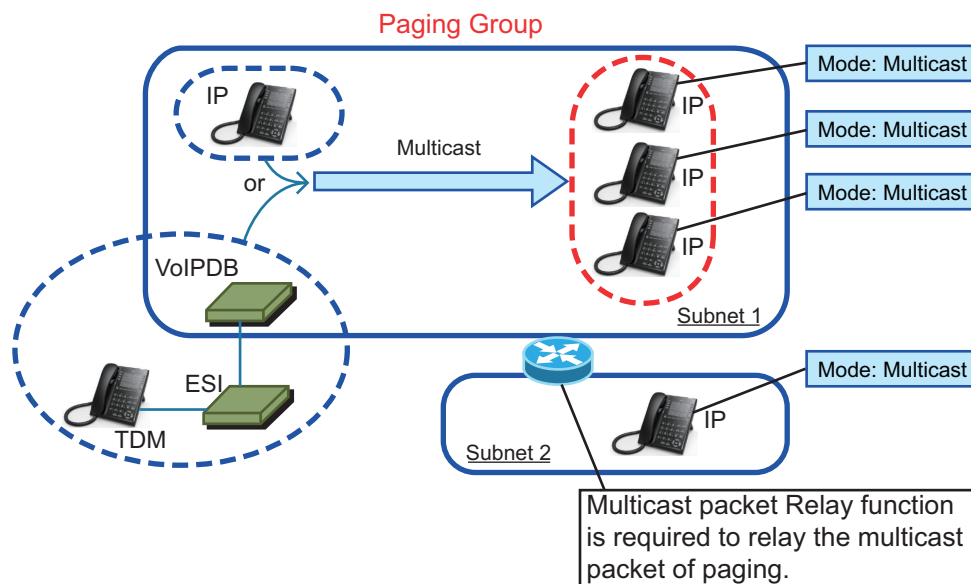 Paging Group
Mode: Multicast
IP
IP
Mode: Multicast
Multicast
or
IP
Mode: Multicast
IP
VoIPDB
Subnet 1
ESI
TDM
Mode: Multicast
IP
Subnet 2
Multicast packet Relay function
is required to relay the multicast
packet of paging.